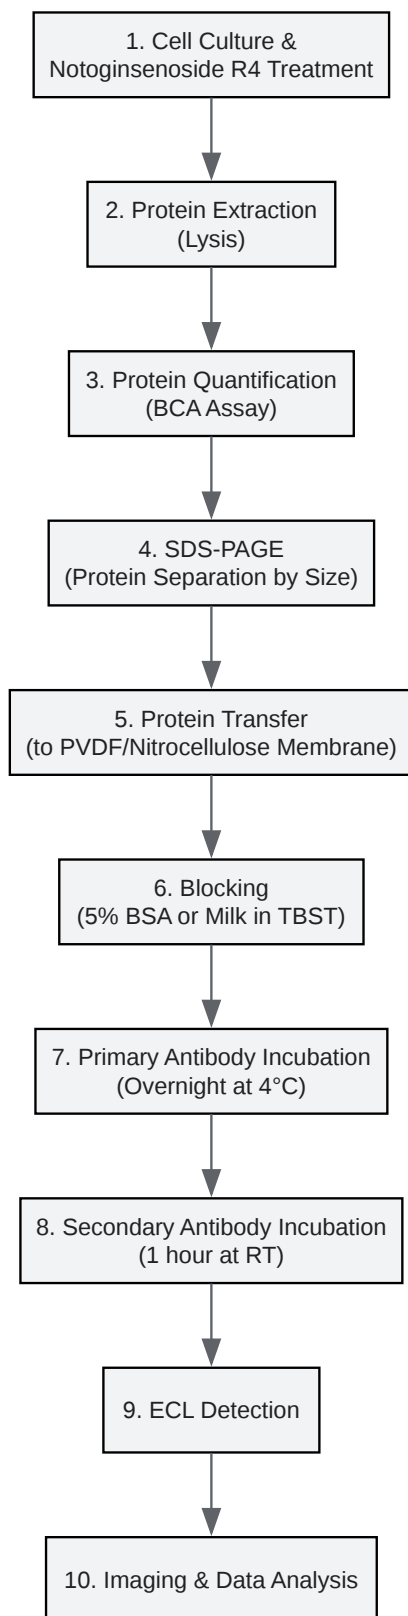 1. Cell Culture &
Notoginsenoside R4 Treatment
2. Protein Extraction
(Lysis)
3. Protein Quantification
(BCA Assay)
4. SDS-PAGE
(Protein Separation by Size)
5. Protein Transfer
(to PVDF/Nitrocellulose Membrane)
6. Blocking
(5% BSA or Milk in TBST)
7. Primary Antibody Incubation
(Overnight at 4°C)
8. Secondary Antibody Incubation
(1 hour at RT)
9. ECL Detection
10. Imaging & Data Analysis